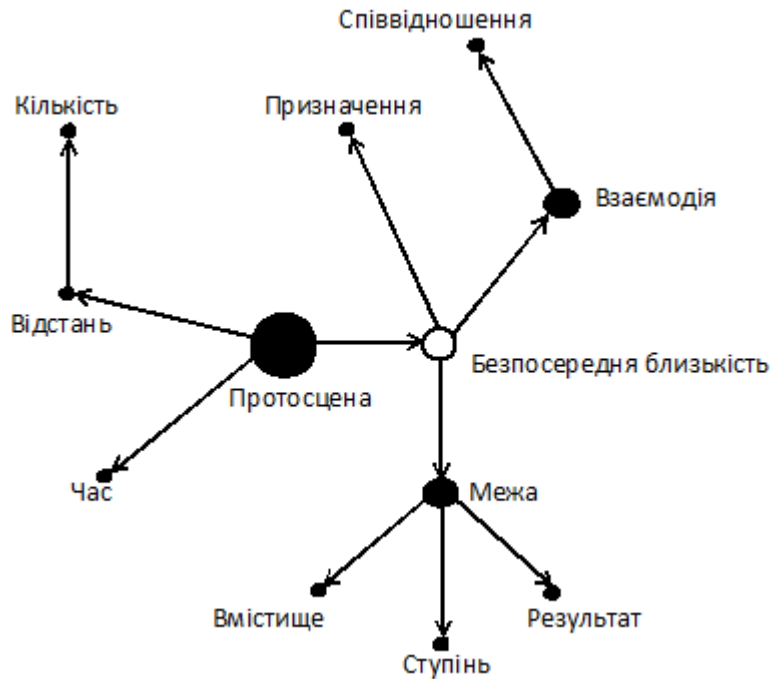 Співвідношення
Кількість
Призначення
Взаємодія
Відстань
Безпосередня близькість
Протосцена
Час
Межа
Вмістище
Результат
Ступінь